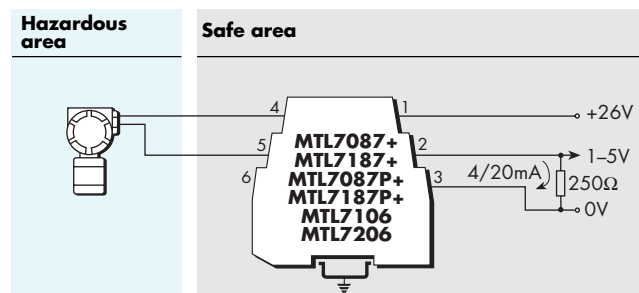 Hazardous
area
Safe area
4
1
+26V
5
MTL7087+
2
1–5V
MTL7187+
6
MTL7087P+
3
4/20mA
250Ω
MTL7187P+
0V
MTL7106
MTL7206